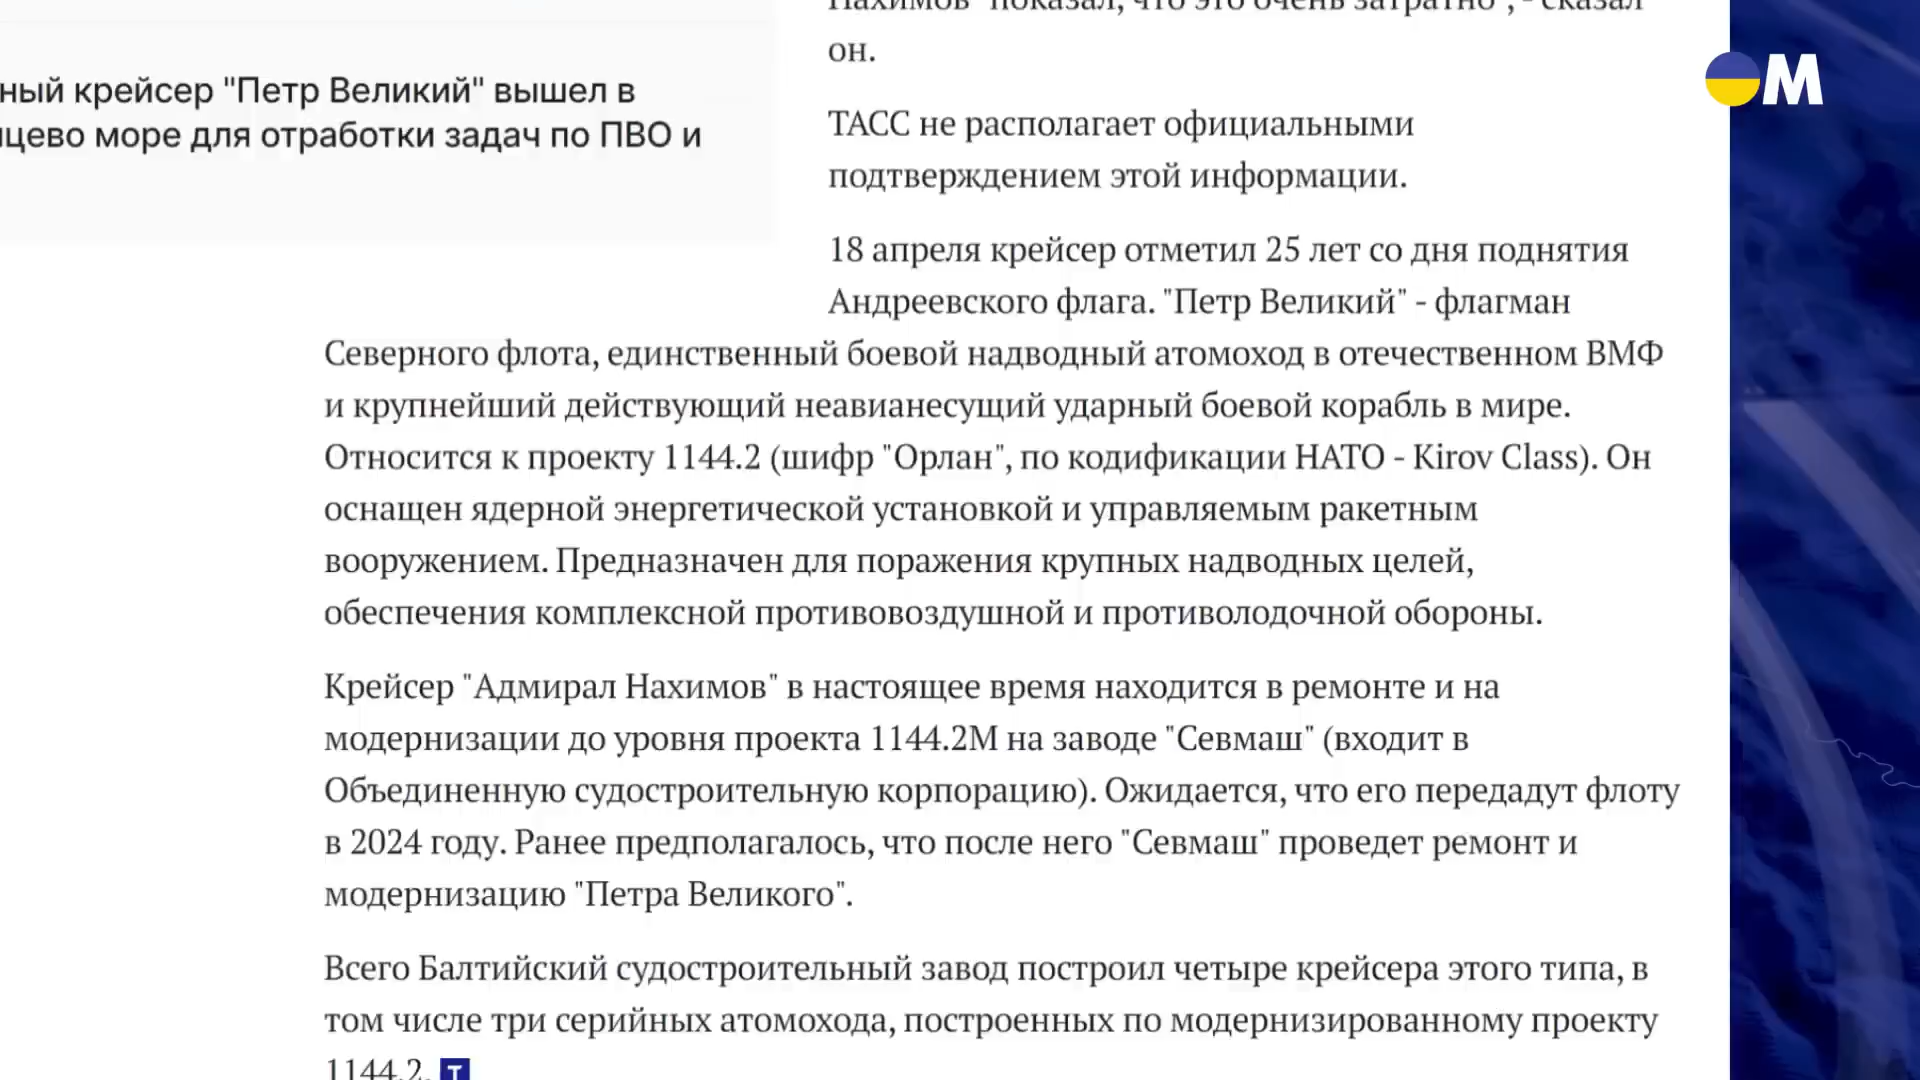 Нахимов" показал, что это очень затратно", - сказал
он.
ный крейсер "Петр Великий" вышел в
цево море для отработки задач по ПВО и
М
ТАСС не располагает официальными
подтверждением этой информации.
18 апреля крейсер отметил 25 лет со дня поднятия
Андреевского флага. "Петр Великий" - флагман
Северного флота, единственный боевой надводный атомоход в отечественном ВМФ
и крупнейший действующий неавианесущий ударный боевой корабль в мире.
Относится к проекту 1144.2 (шифр "Орлан", по кодификации НАТО - Kirov Class). Он
оснащен ядерной энергетической установкой и управляемым ракетным
вооружением. Предназначен для поражения крупных надводных целей,
обеспечения комплексной противовоздушной и противолодочной обороны.
Крейсер "Адмирал Нахимов" в настоящее время находится в ремонте и на
модернизации до уровня проекта 1144.2М на заводе "Севмаш" (входит в
Объединенную судостроительную корпорацию). Ожидается, что его передадут флоту
в 2024 году. Ранее предполагалось, что после него "Севмаш" проведет ремонт и
модернизацию "Петра Великого".
Всего Балтийский судостроительный завод построил четыре крейсера этого типа, в
том числе три серийных атомохода, построенных по модернизированному проекту
1144.2. Т